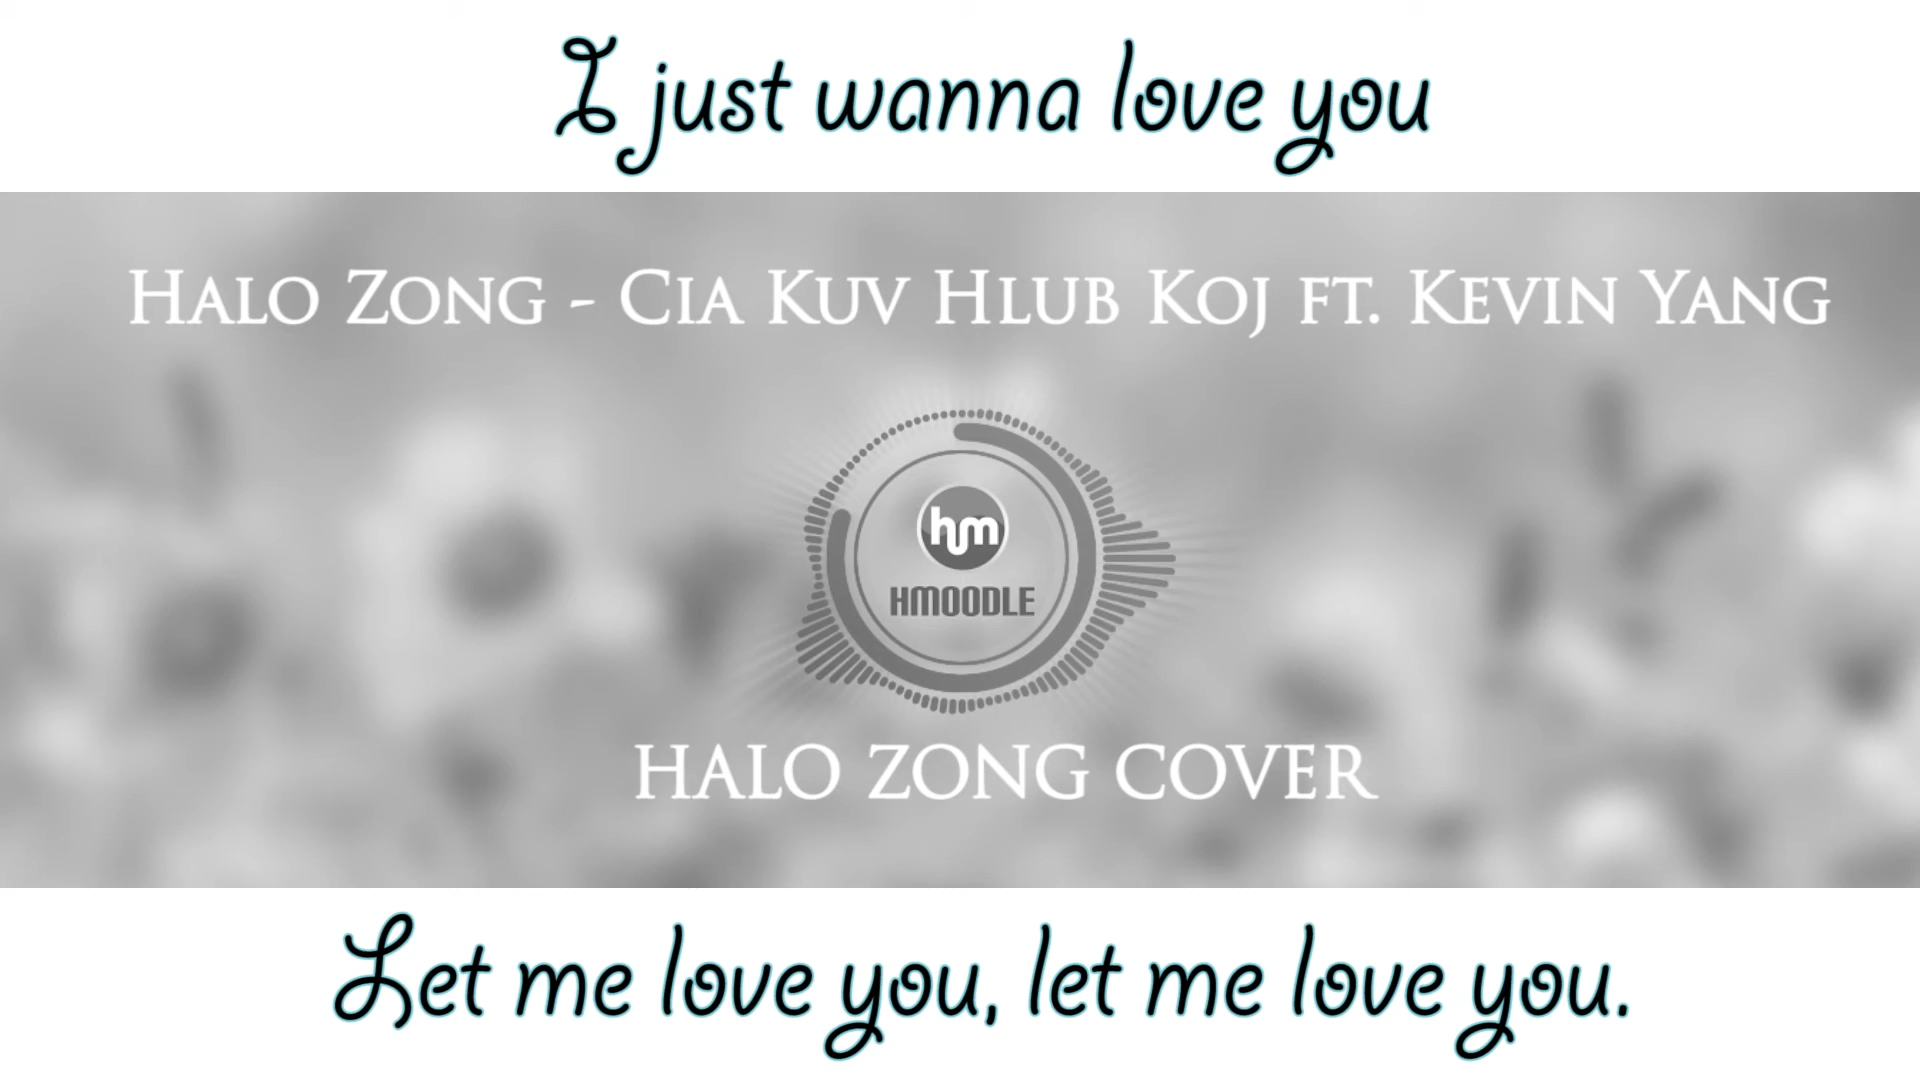 I just wanna love you
Halo Zong - Cia Kuv Hlub Koj ft. Kevin Yang
hm
HMOODLE
HALO ZONG COVER
Let me love you, let me love you.